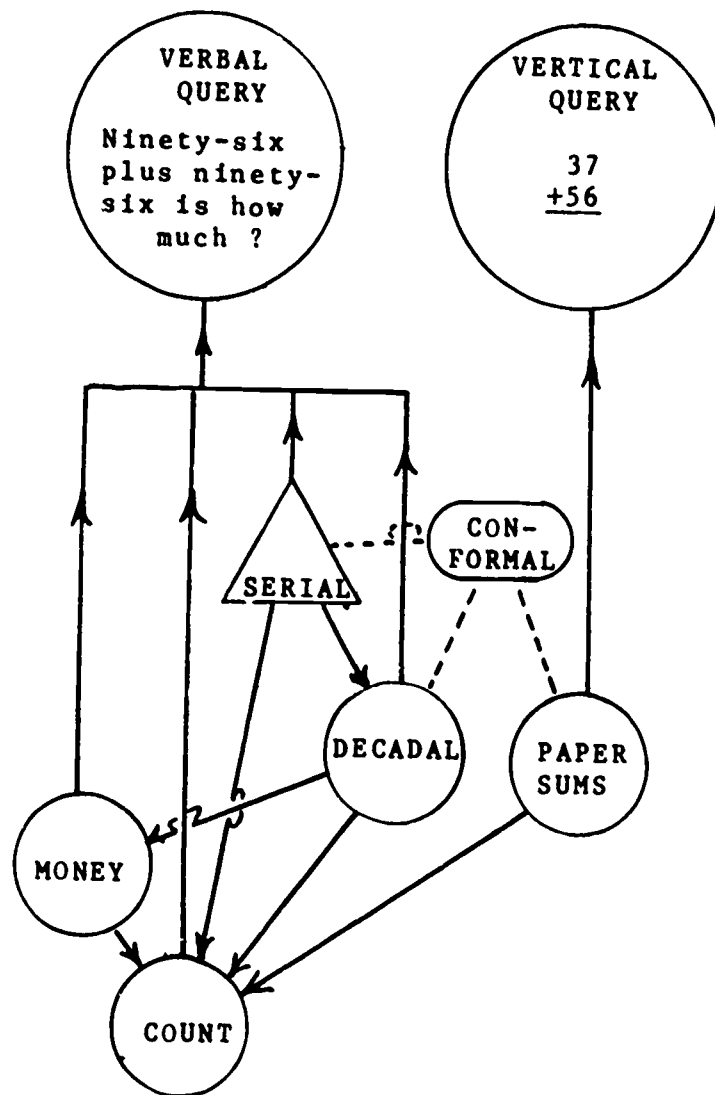 VERBAL
QUERY
Ninety-six
plus ninety-
six is how
much ?
VERTICAL
QUERY
37
+56
CON-
FORMAL
SERIAL
DECADAL
PAPER
SUMS
MONEY
COUNT